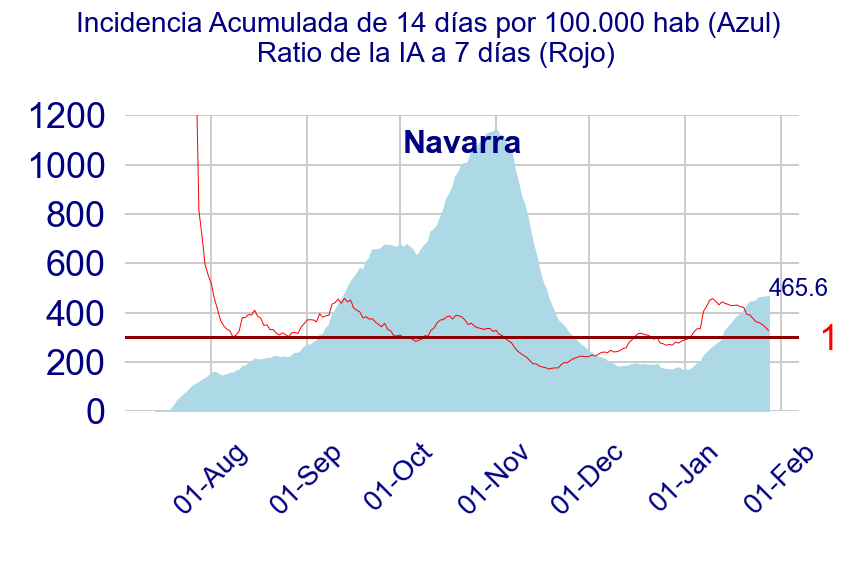 Incidencia Acumulada de 14 días por 100.000 hab (Azul)
Ratio de la IA a 7 días (Rojo)
1200
Navarra
1000
800
600
465.6
400
1
200
0
01-Aug
01-Sep
01-Oct
01-Nov
01-Dec
01-Jan
01-Feb